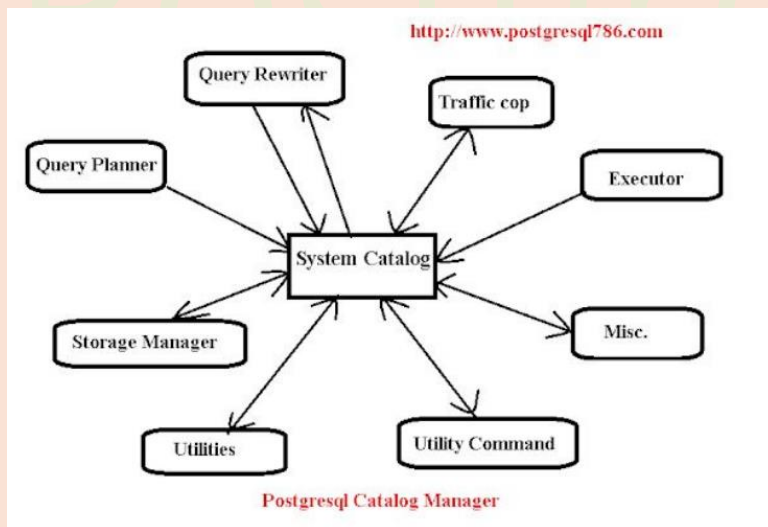 http://www.postgresql786.com
Query Rewriter
Traffic cop
Query Planner
Executor
System Catalog
Storage Manager
Misc.
Utilities
Utility Command
Postgresql Catalog Manager